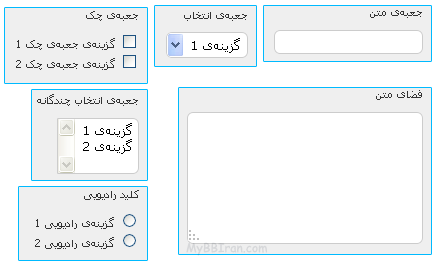 جعبه‌ی متن
جعبه‌ی انتخاب
گزینه‌ی 1
جعبه‌ی چک
گزینه‌ی جعبه‌ی چک 1
گزینه‌ی جعبه‌ی چک 2
فضای متن
جعبه‌ی انتخاب چندگانه
گزینه‌ی 1
گزینه‌ی 2
کلید رادیویی
گزینه‌ی رادیویی 1
گزینه‌ی رادیویی 2
MyBBIran.com